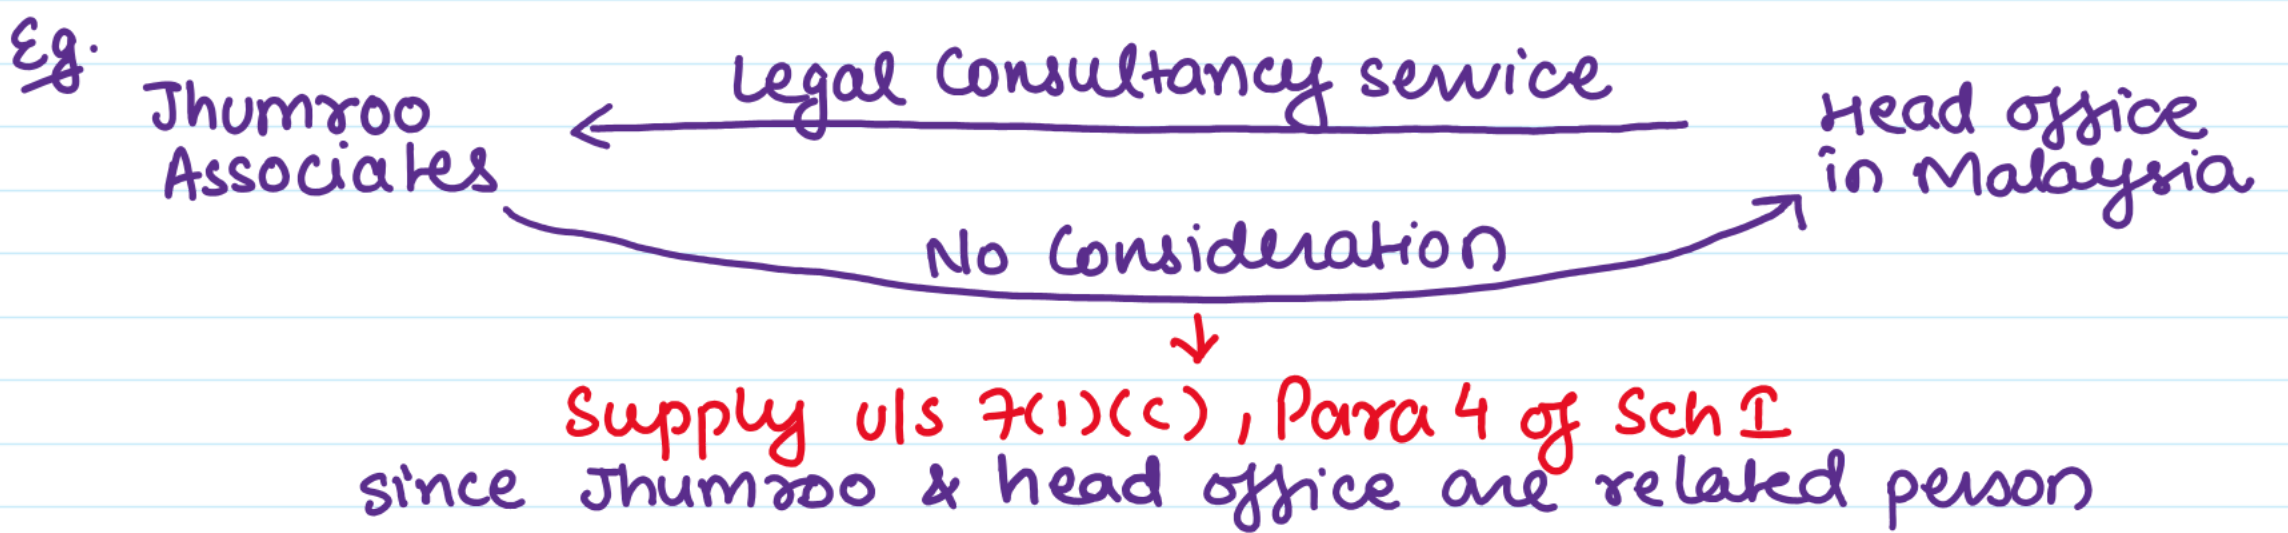 Eg.
Jhumroo
Associates
Legal Consultancy service
Head office
in Malaysia
No Consideration
Supply u/s 7(1)(c), Para 4 of Sch I
since Jhumroo & head office are related person